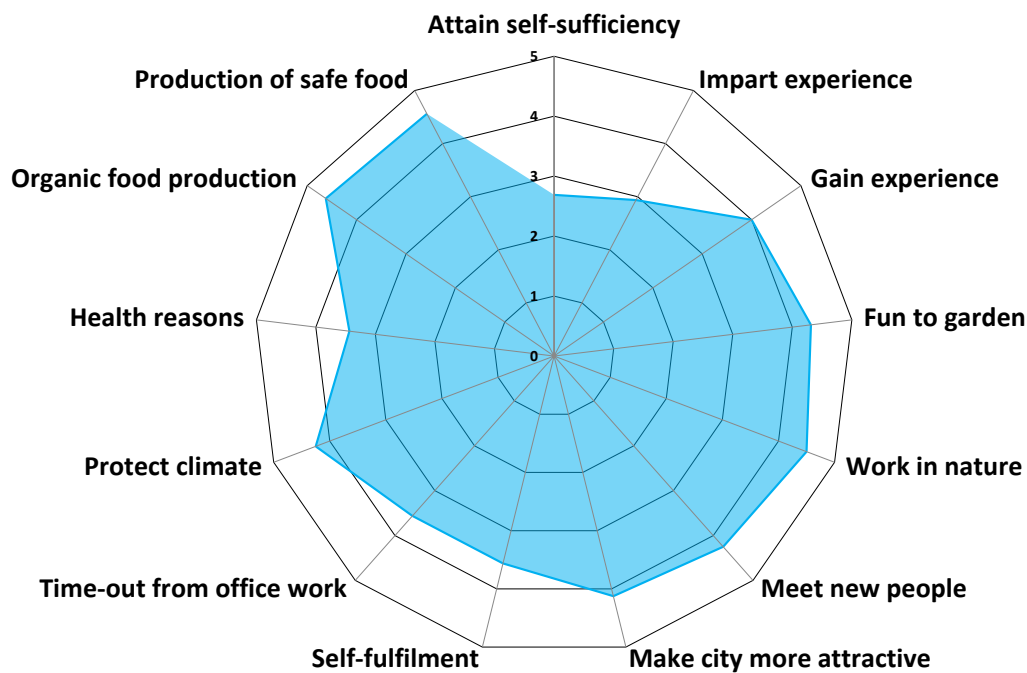 Attain self-sufficiency
Impart experience
Gain experience
Fun to garden
Work in nature
Meet new people
Make city more attractive
Self-fulfilment
Time-out from office work
Protect climate
Health reasons
Organic food production
Production of safe food
5
4
3
2
1
0